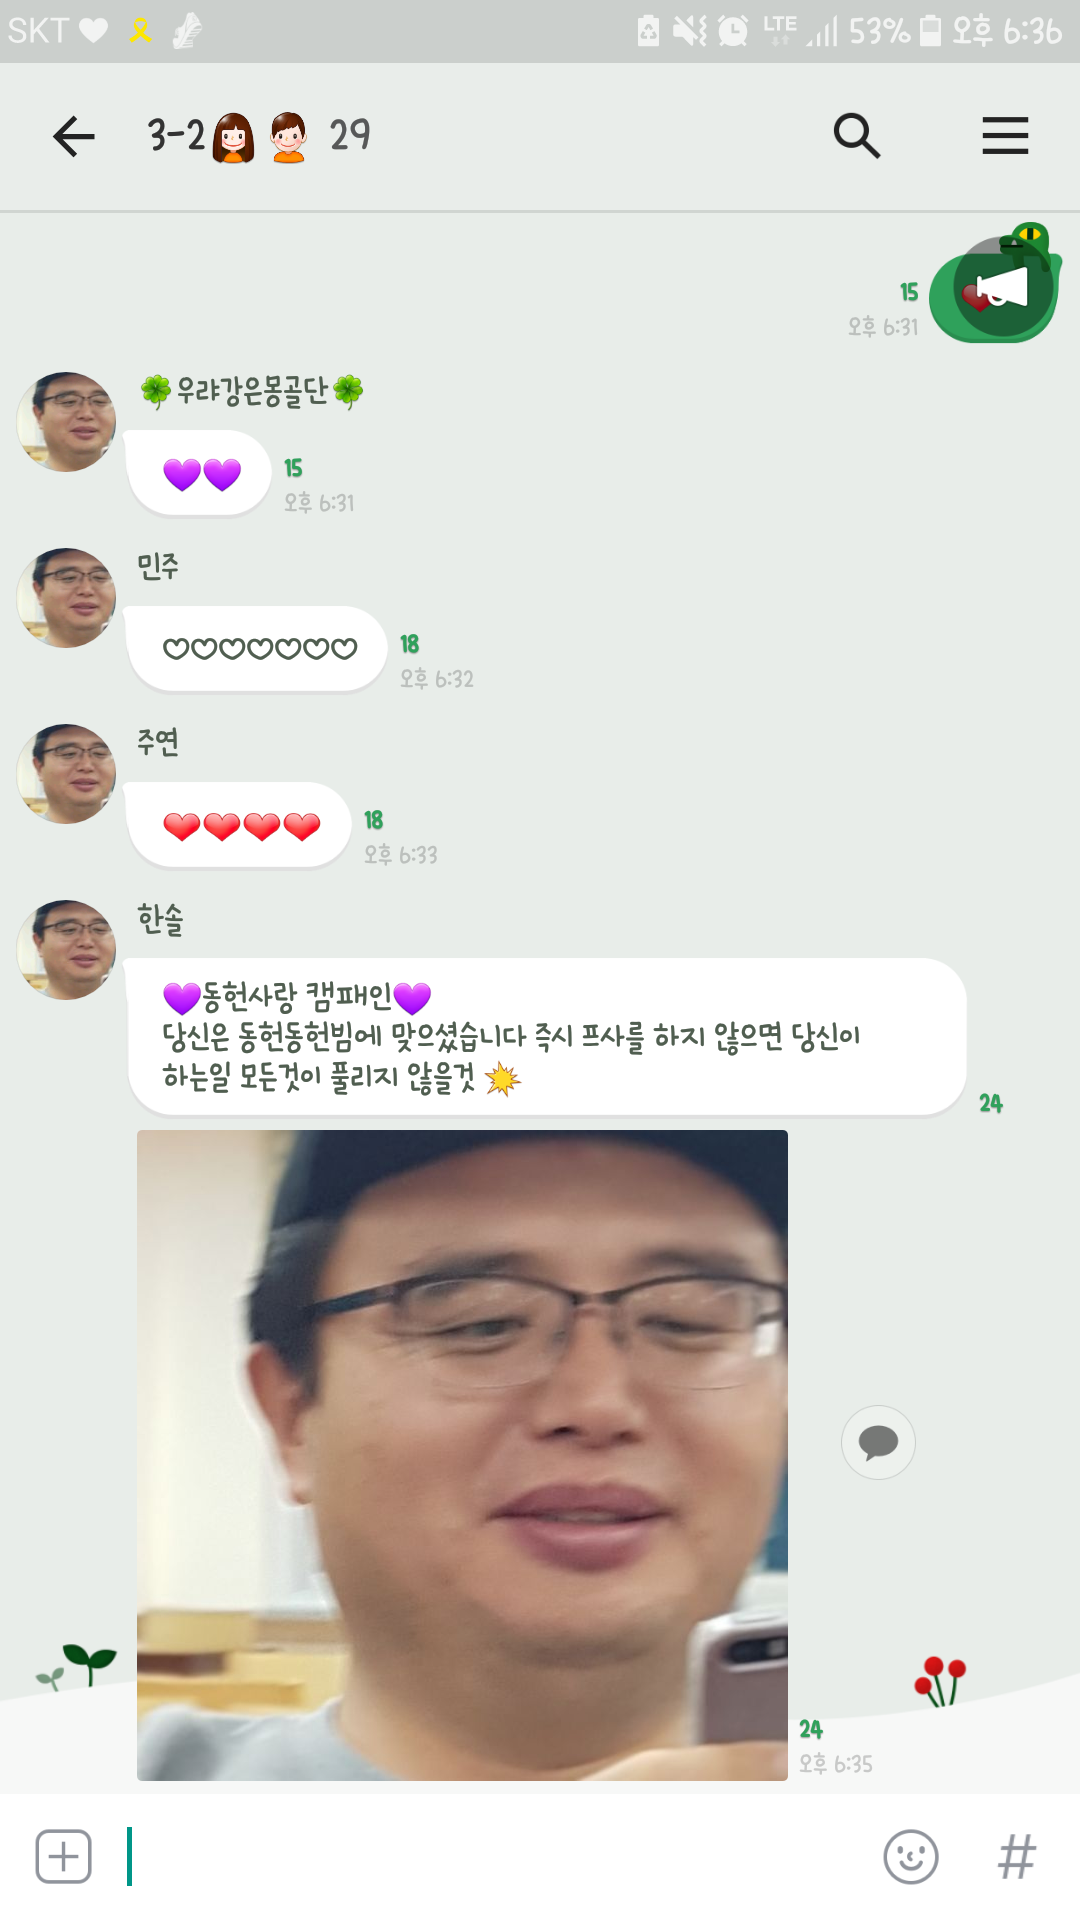 SKT LTE 53% 오후 6:36
3-2 29
15
오후 6:31
🍀우랴강은몽골단🍀
💜💜 15
오후 6:31
민주
♡♡♡♡♡♡♡ 18
오후 6:32
주연
❤❤❤❤ 18
오후 6:33
한솔
💜동헌사랑 캠패인💜
당신은 동헌동헌빔에 맞으셨습니다 즉시 프사를 하지 않으면 당신이
하는일 모든것이 풀리지 않을것
24
24
오후 6:35
#